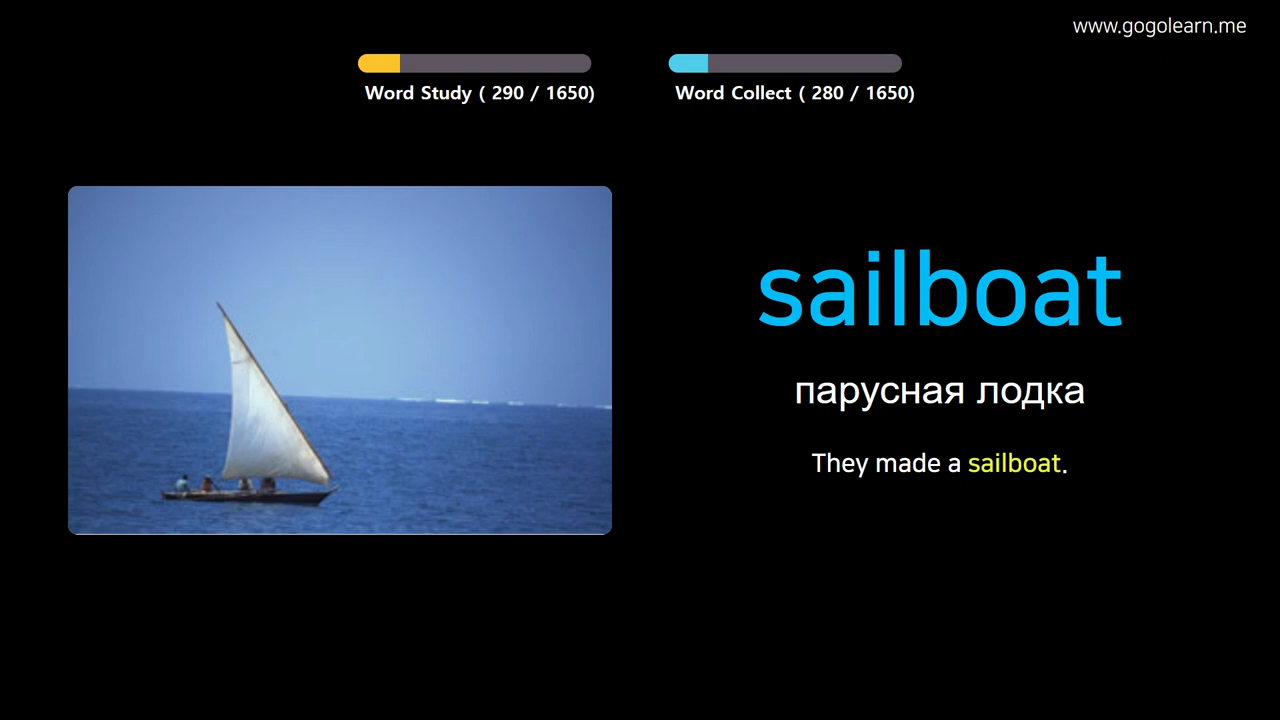 www.gogolearn.me
Word Study ( 290 / 1650)
Word Collect ( 280 / 1650)
sailboat
парусная лодка
They made a sailboat.